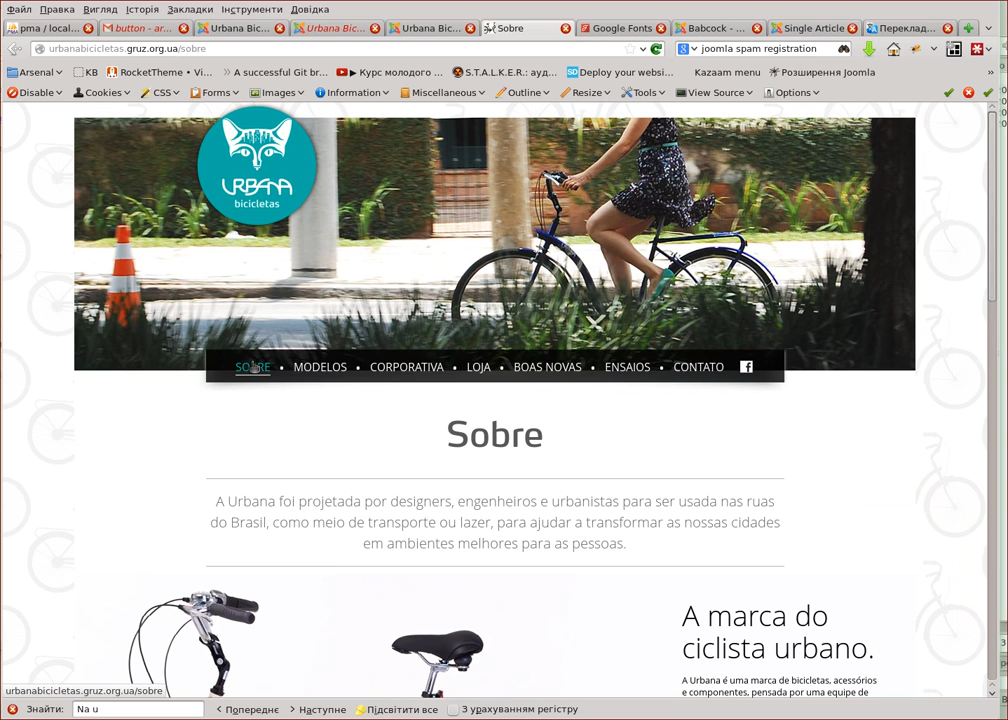 Файл Правка Вигляд Історія Закладки Інструменти Довідка
pma / local... button - ar... Urbana Bic... Urbana Bic... Urbana Bic... Sobre Google Fonts Babcock - ... Single Article Переклад...
urbanabicicletas.gruz.org.ua/sobre joomla spam registration
Arsenal КВ RocketTheme • Vi... A successful Git br... Курс молодого ... S.T.A.L.K.E.R.: ауд... Deploy your websi... Kazaam menu Розширення Joomla »
Disable Cookies CSS Forms Images Information Miscellaneous Outline Resize Tools View Source Options
URBANA
bicicletas
SOBRE • MODELOS • CORPORATIVA • LOJA • BOAS NOVAS • ENSAIOS • CONTATO f
Sobre
A Urbana foi projetada por designers, engenheiros e urbanistas para ser usada nas ruas
do Brasil, como meio de transporte ou lazer, para ajudar a transformar as nossas cidades
em ambientes melhores para as pessoas.
A marca do
ciclista urbano.
A Urbana é uma marca de bicicletas, acessórios
e componentes, pensada por uma equipe de
urbanabicicletas.gruz.org.ua/sobre
Знайти: Na u Попереднє Наступне Підсвітити все З урахуванням регістру